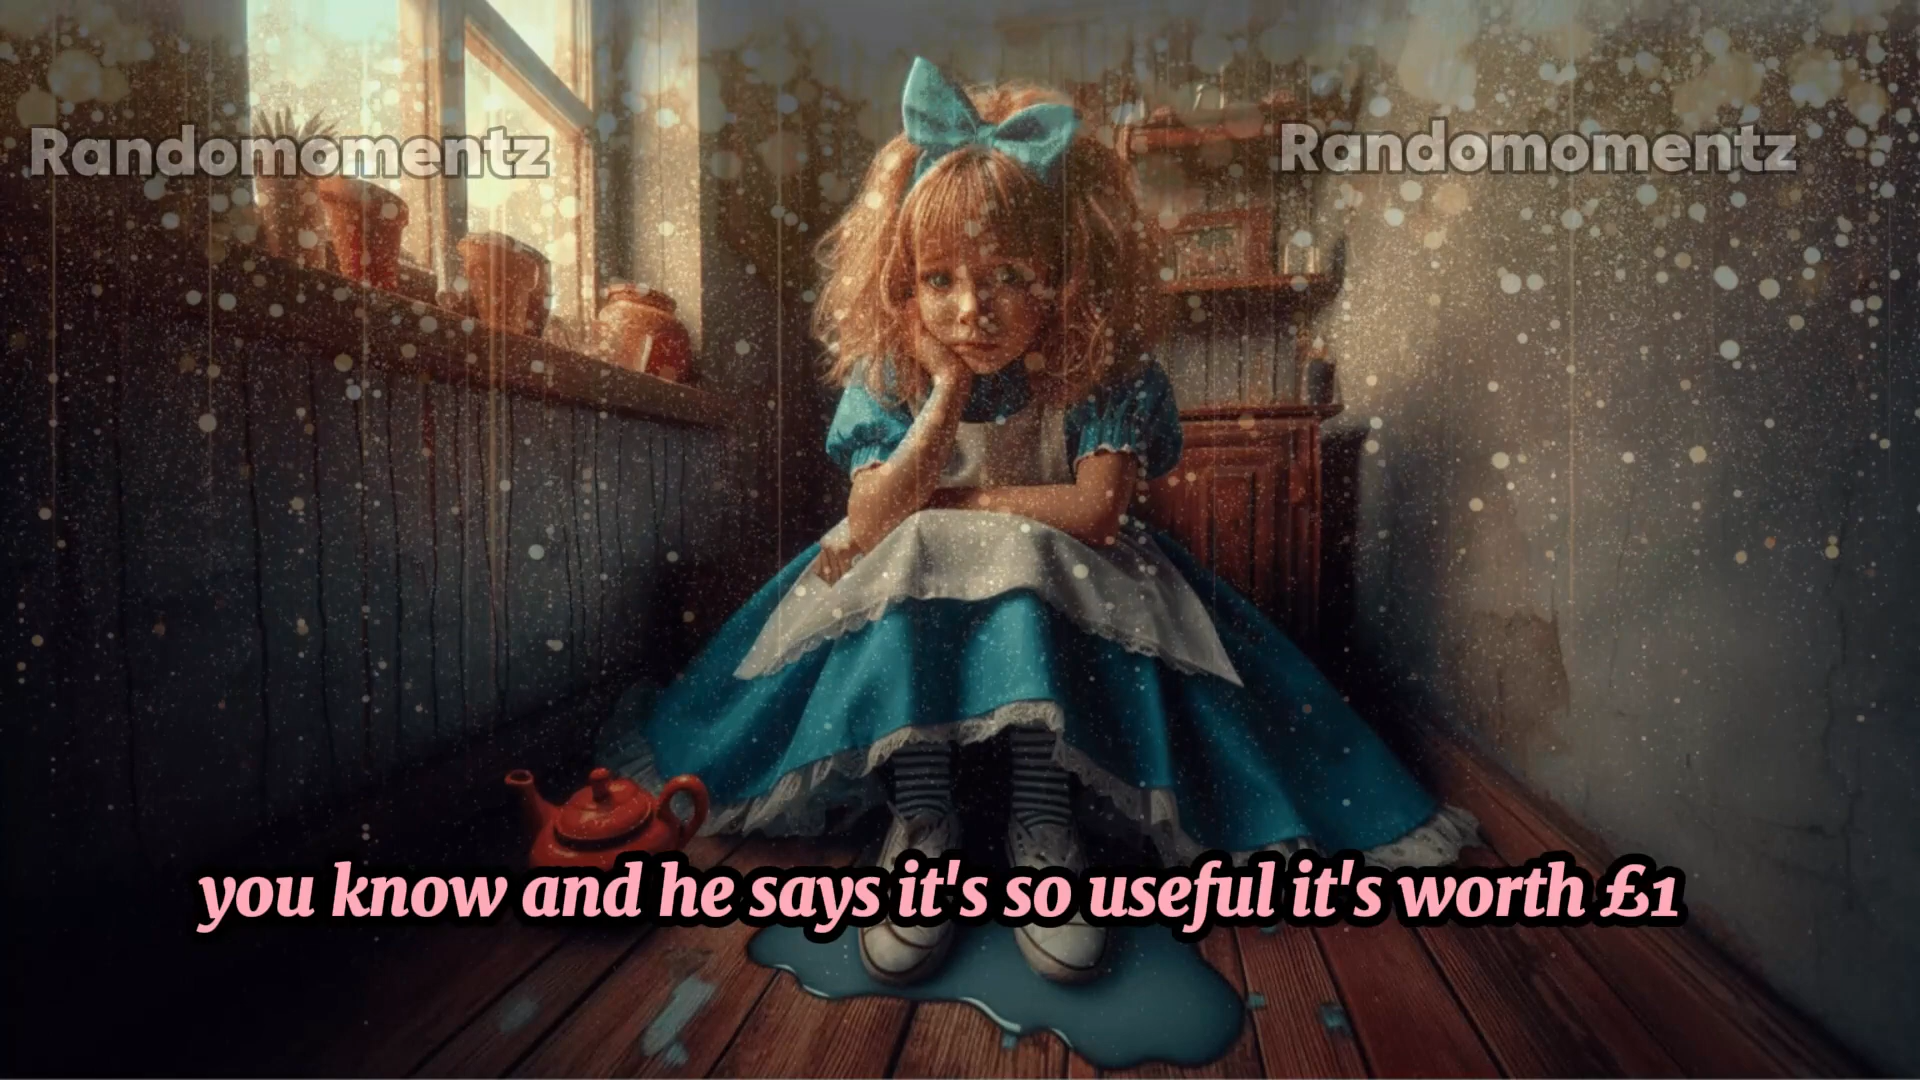 Randomomentz
Randomomentz
you know and he says it's so useful it's worth £1